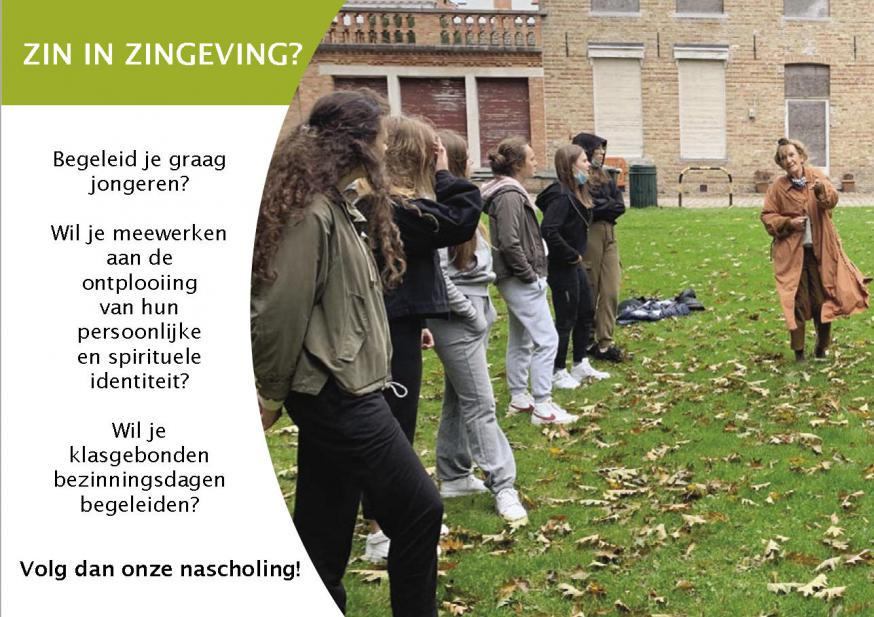 ZIN IN ZINGEVING?
Begeleid je graag
jongeren?
Wil je meewerken
aan de
ontplooiing
van hun
persoonlijke
en spirituele
identiteit?
Wil je
klasgebonden
bezinningsdagen
begeleiden?
Volg dan onze nascholing!